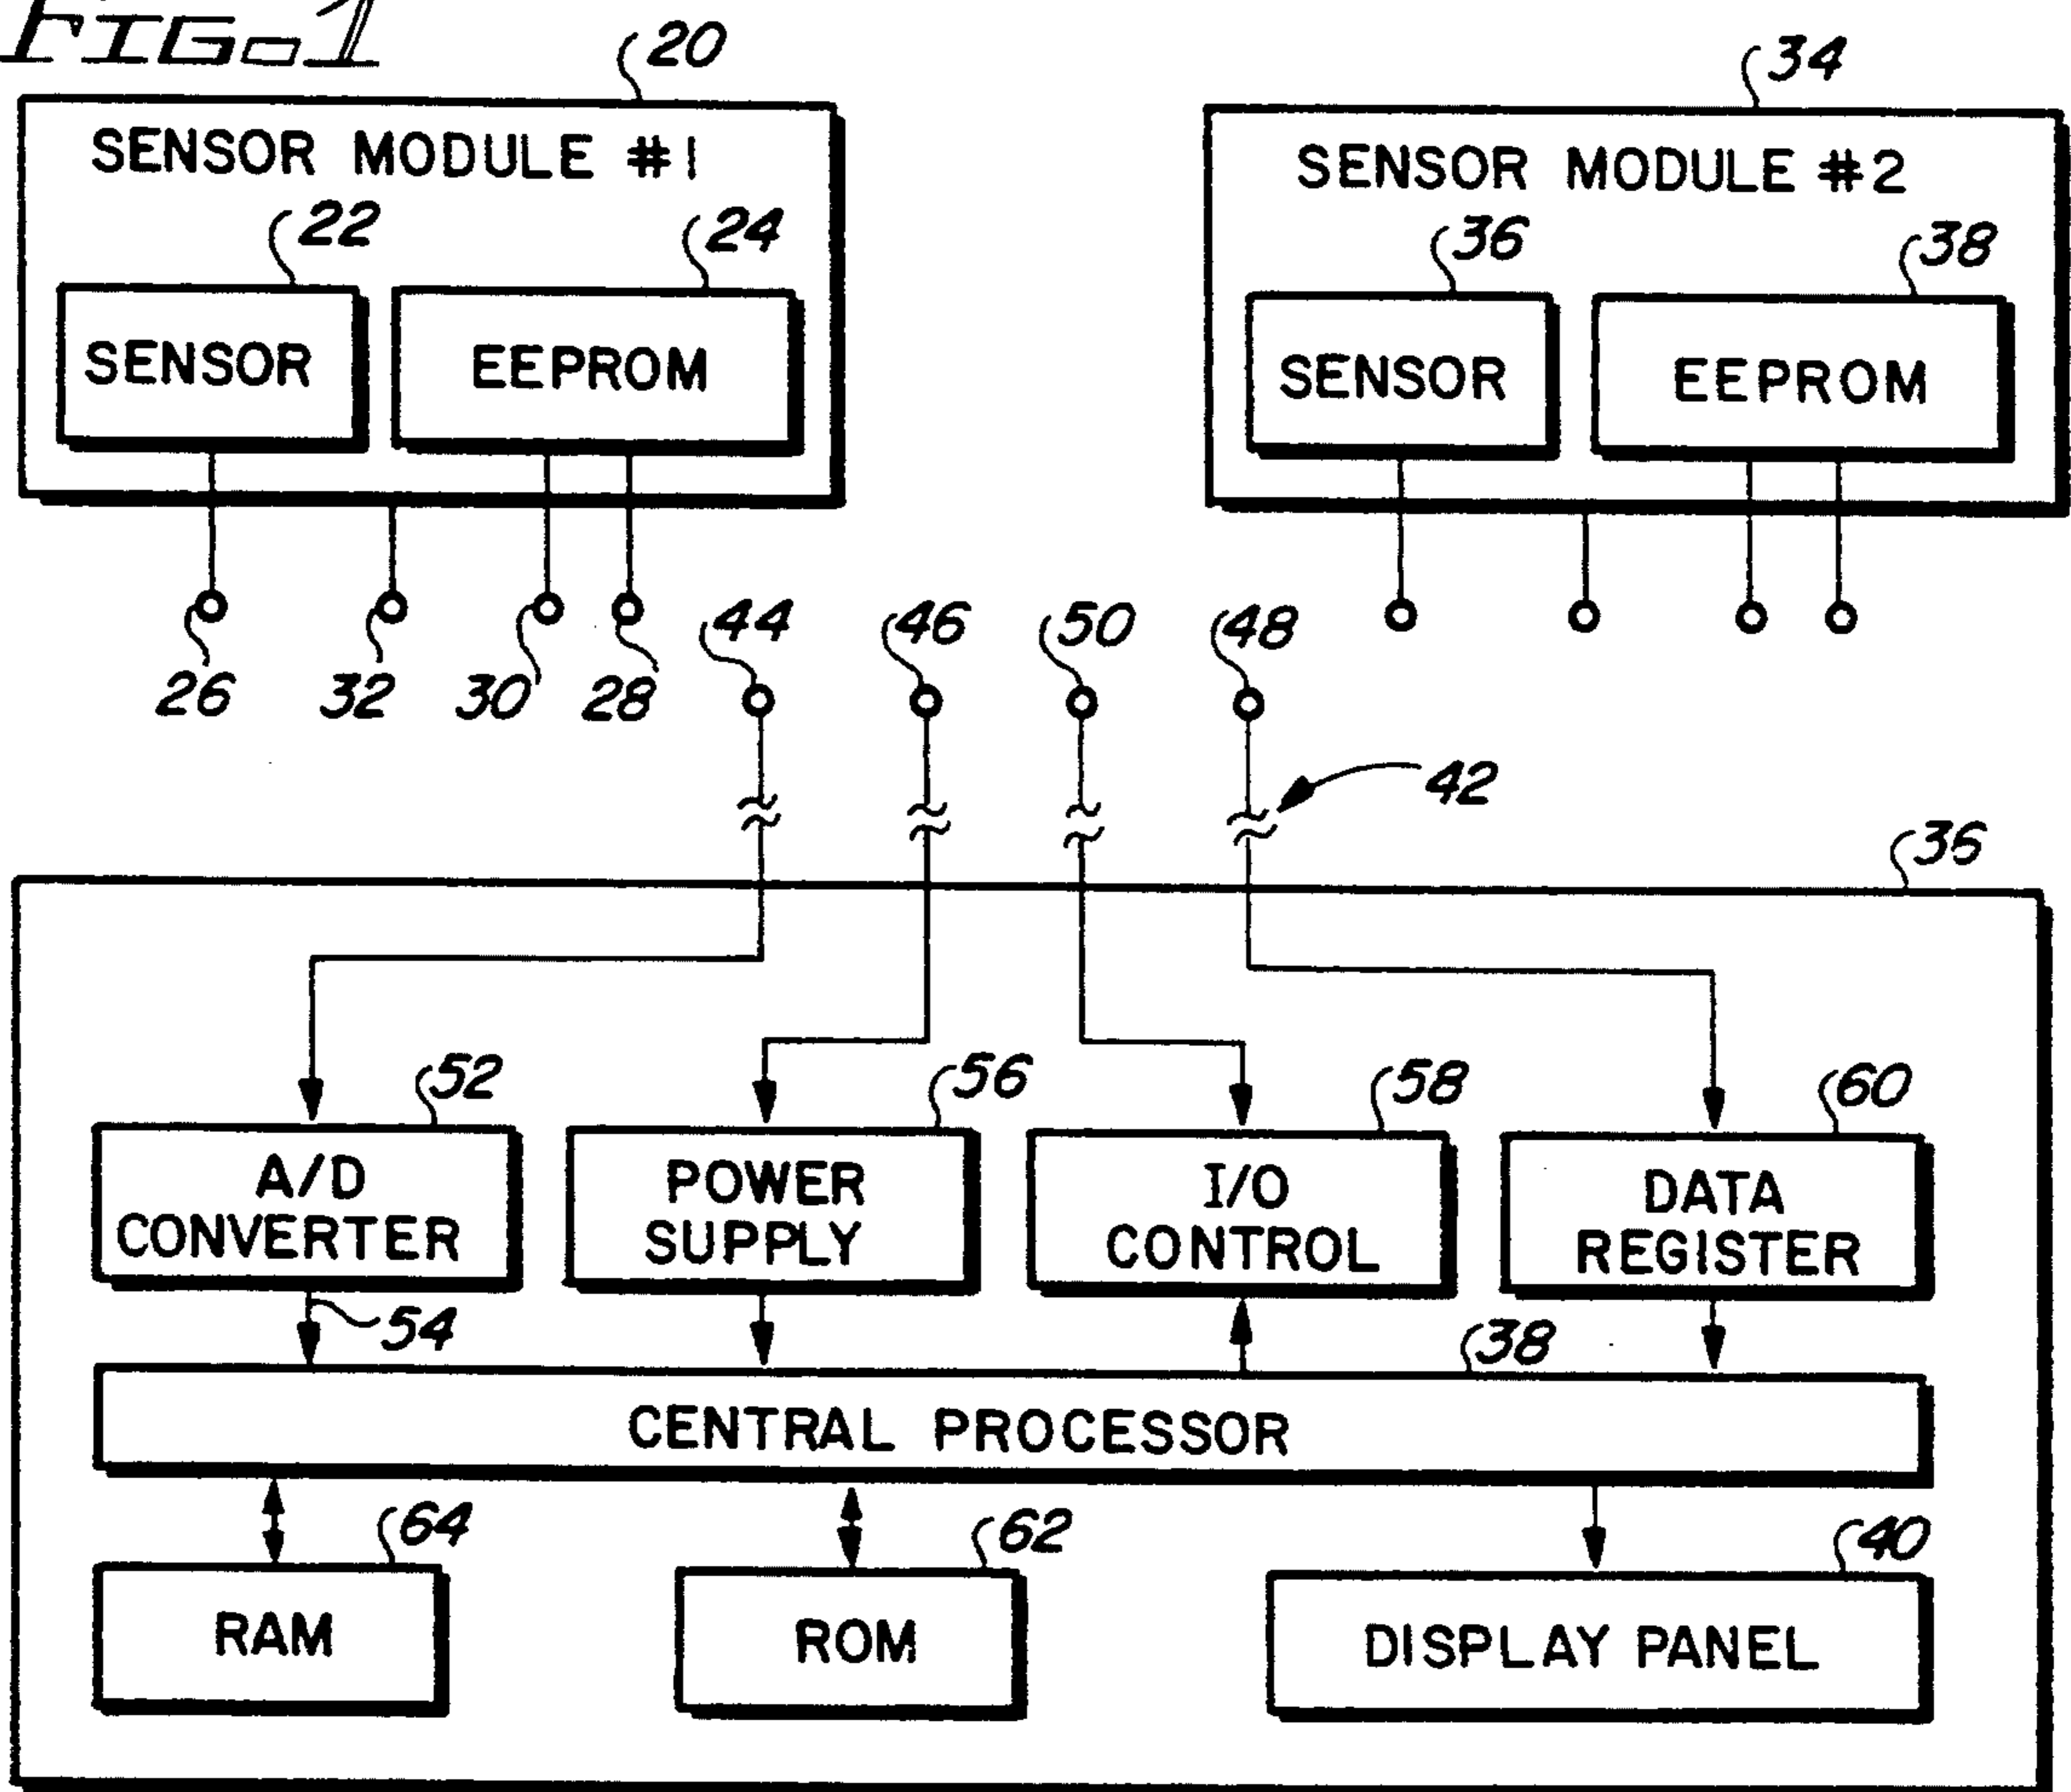 FIG.1
20
34
SENSOR MODULE #1
SENSOR MODULE #2
22
24
36
38
SENSOR
EEPROM
SENSOR
EEPROM
44
46
50
48
26
32
30
28
42
36
52
56
58
60
A/D
CONVERTER
POWER
SUPPLY
I/O
CONTROL
DATA
REGISTER
54
38
CENTRAL PROCESSOR
64
62
40
RAM
ROM
DISPLAY PANEL